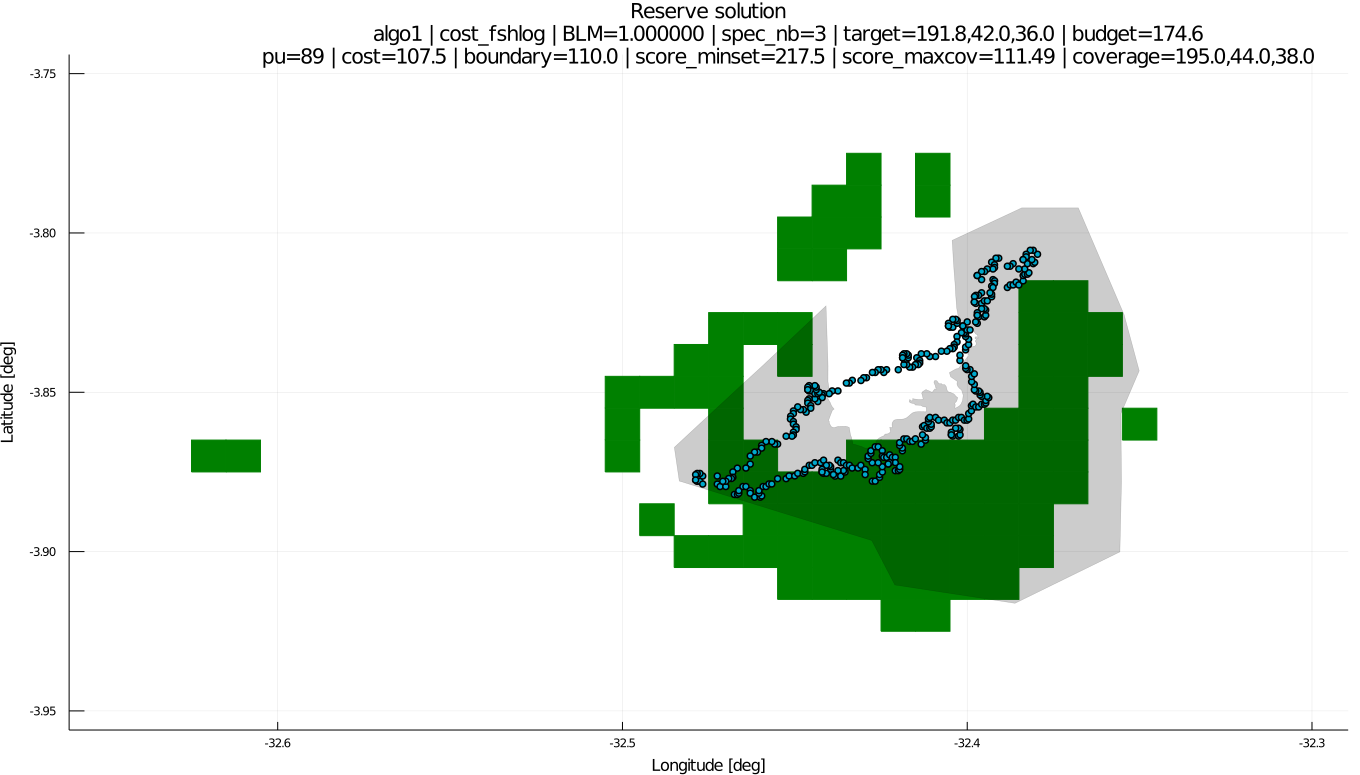 Reserve solution
algo1 | cost_fshlog | BLM=1.000000 | spec_nb=3 | target=191.8,42.0,36.0 | budget=174.6
pu=89 | cost=107.5 | boundary=110.0 | score_minset=217.5 | score_maxcov=111.49 | coverage=195.0,44.0,38.0
-3.75
-3.80
-3.85
-3.90
-3.95
Latitude [deg]
-32.6
-32.5
-32.4
-32.3
Longitude [deg]